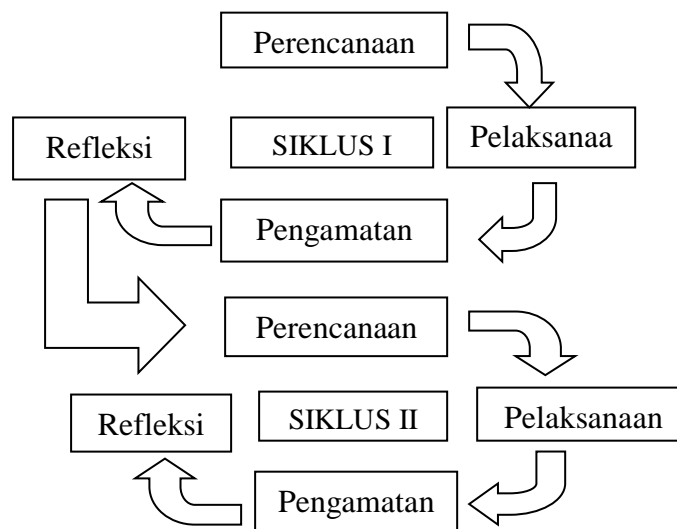 Perencanaan
Refleksi
SIKLUS I
Pelaksanaa
Pengamatan
Perencanaan
Refleksi
SIKLUS II
Pelaksanaan
Pengamatan